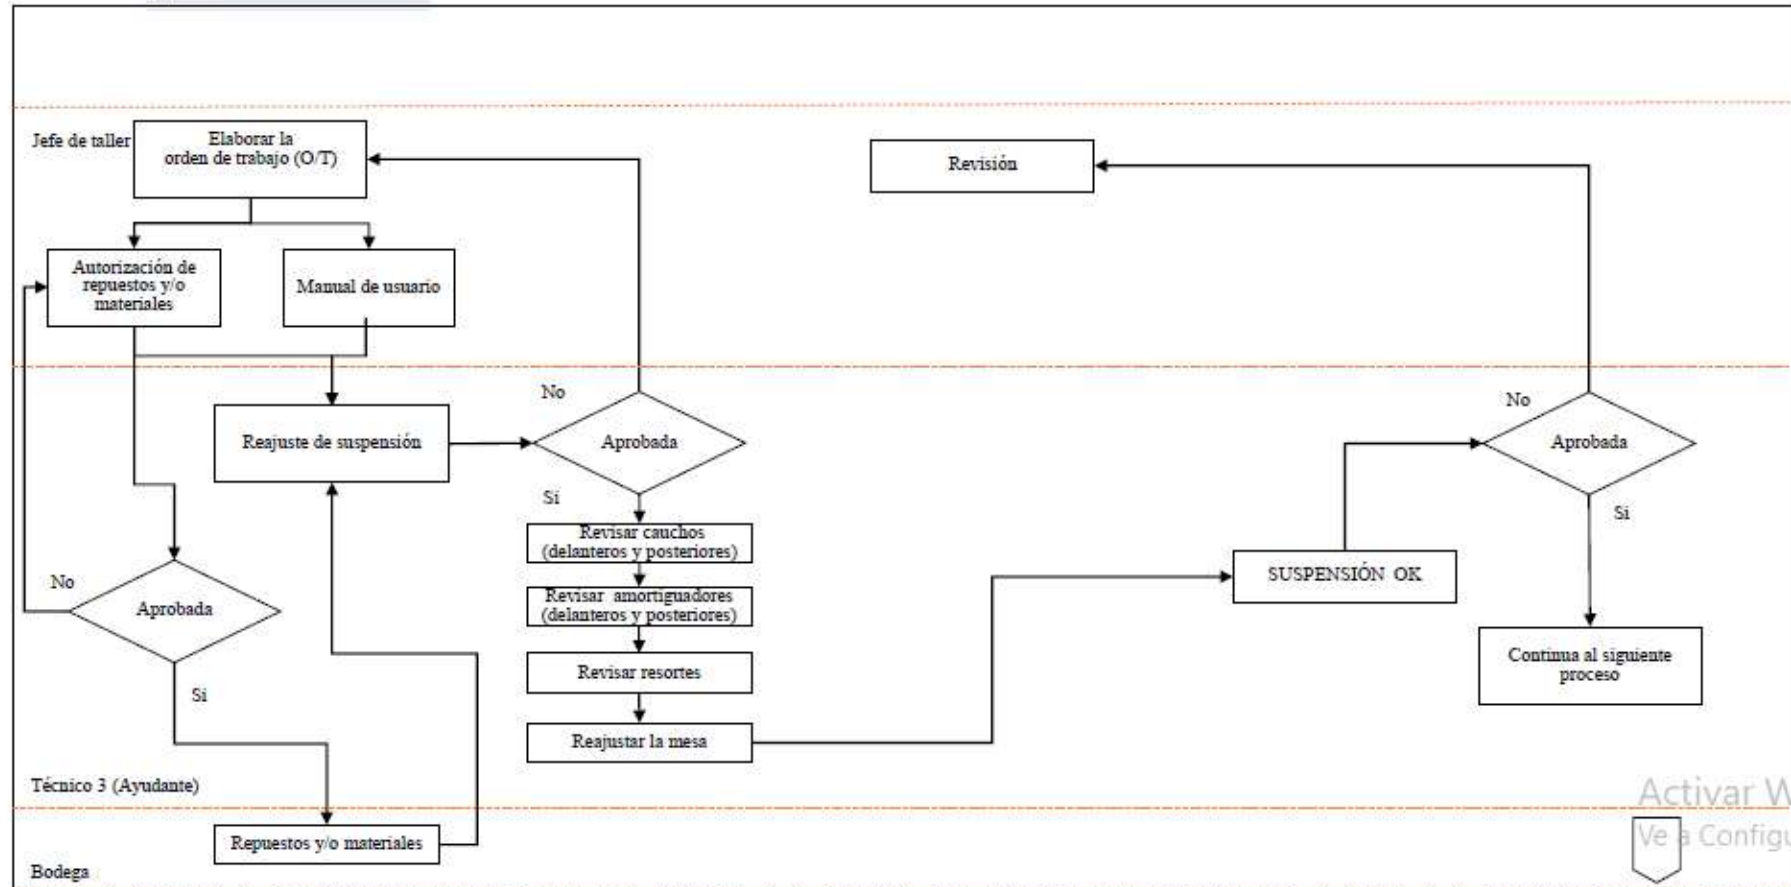 Jefe de taller
Elaborar la
orden de trabajo (O/T)
Revisión
Autorización de
repuestos y/o
materiales
Manual de usuario
No
Reajuste de suspensión
Aprobada
Si
No
Aprobada
Si
Revisar cauchos
(delanteros y posteriores)
Revisar amortiguadores
(delanteros y posteriores)
Revisar resortes
Reajustar la mesa
SUSPENSIÓN OK
Continua al siguiente
proceso
No
Aprobada
Si
Técnico 3 (Ayudante)
Repuestos y/o materiales
Bodega
Activar W
Ve a Configu